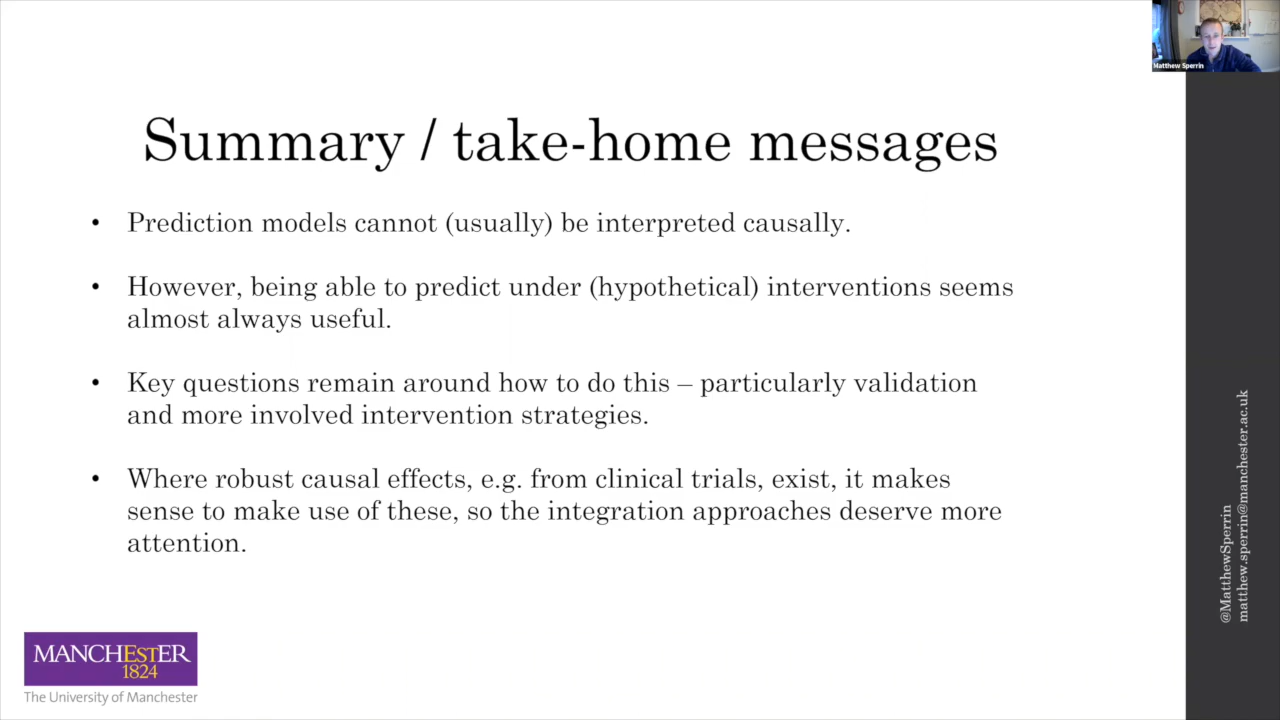 Matthew Sperrin
Summary / take-home messages
• Prediction models cannot (usually) be interpreted causally.
• However, being able to predict under (hypothetical) interventions seems
almost always useful.
• Key questions remain around how to do this – particularly validation
and more involved intervention strategies.
• Where robust causal effects, e.g. from clinical trials, exist, it makes
sense to make use of these, so the integration approaches deserve more
attention.
@MatthewSperrin
matthew.sperrin@manchester.ac.uk
MANCHESTER
1824
The University of Manchester